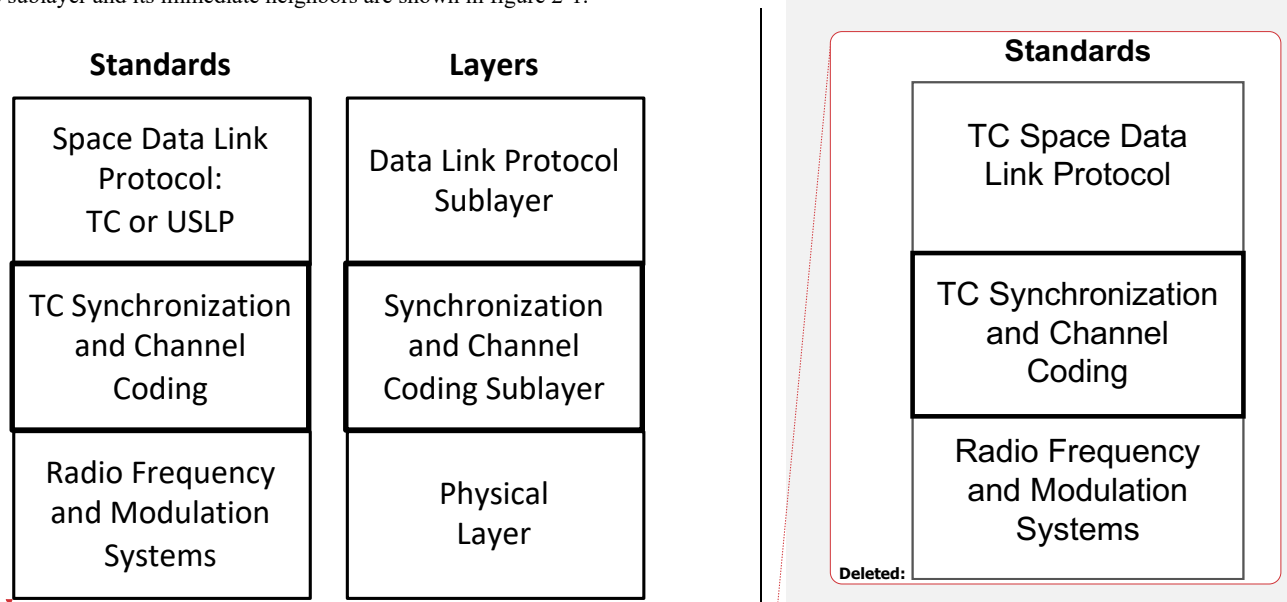 sublayer and its immediate neighbors are shown in figure 2-1.
Standards
Space Data Link
Protocol:
TC or USLP
TC Synchronization
and Channel
Coding
Radio Frequency
and Modulation
Systems
Layers
Data Link Protocol
Sublayer
Synchronization
and Channel
Coding Sublayer
Physical
Layer
Standards
TC Space Data
Link Protocol
TC Synchronization
and Channel
Coding
Radio Frequency
and Modulation
Systems
Deleted: